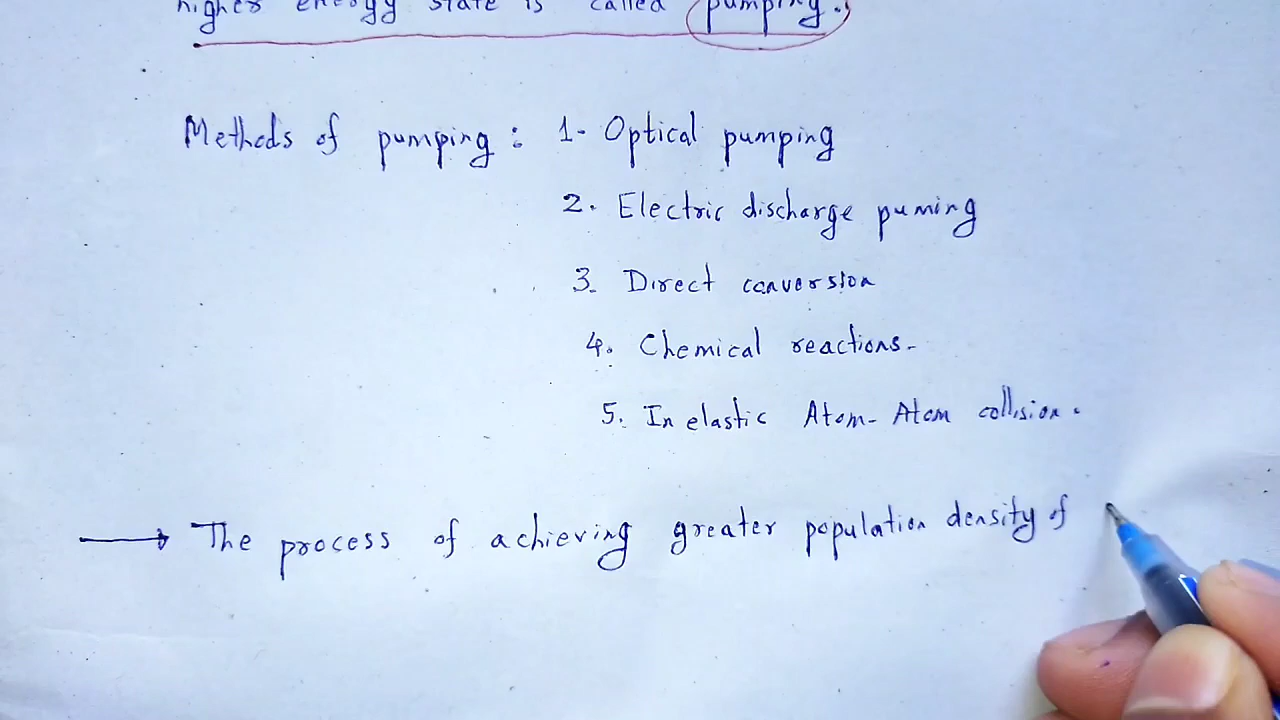 higher energy state is called pumping.
Methods of pumping : 1- Optical pumping
2. Electric discharge puming
3. Direct conversion
4. Chemical reactions-
5. In elastic Atom-Atom collision.
→ The process of achieving greater population density of